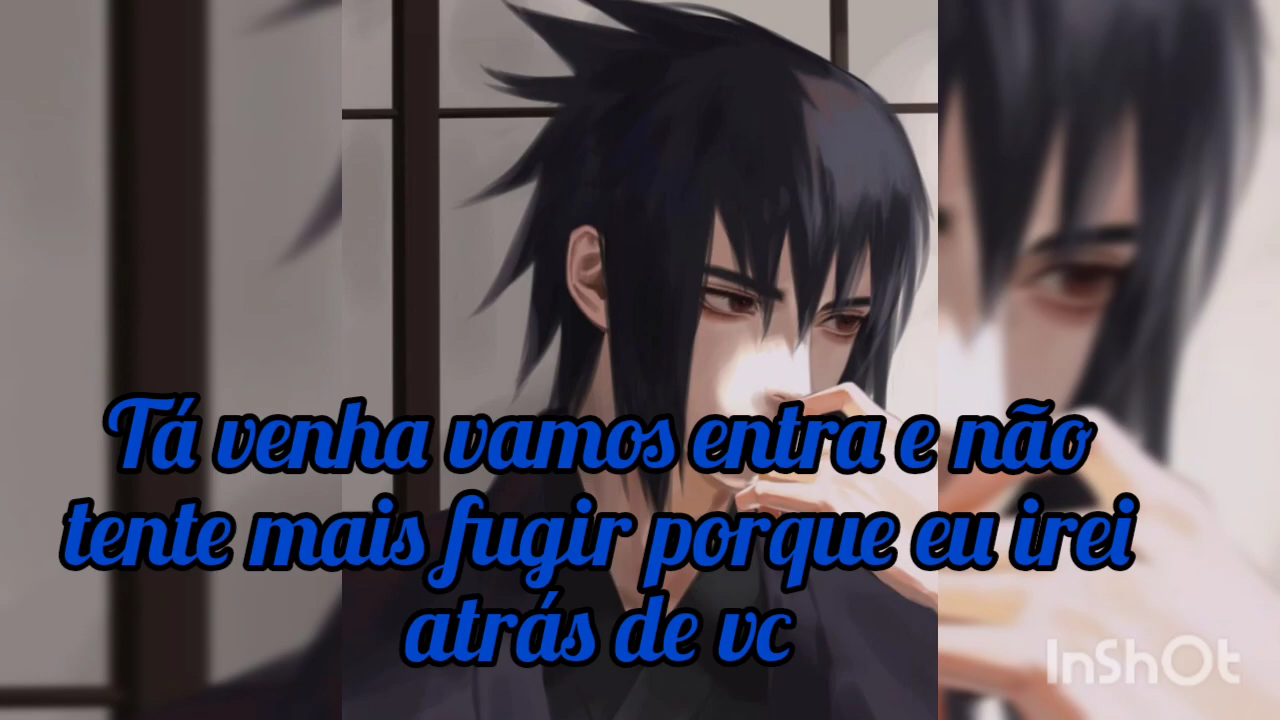 Tá venha vamos entra e não
tente mais fugir porque eu irei
atrás de vc
InShOt